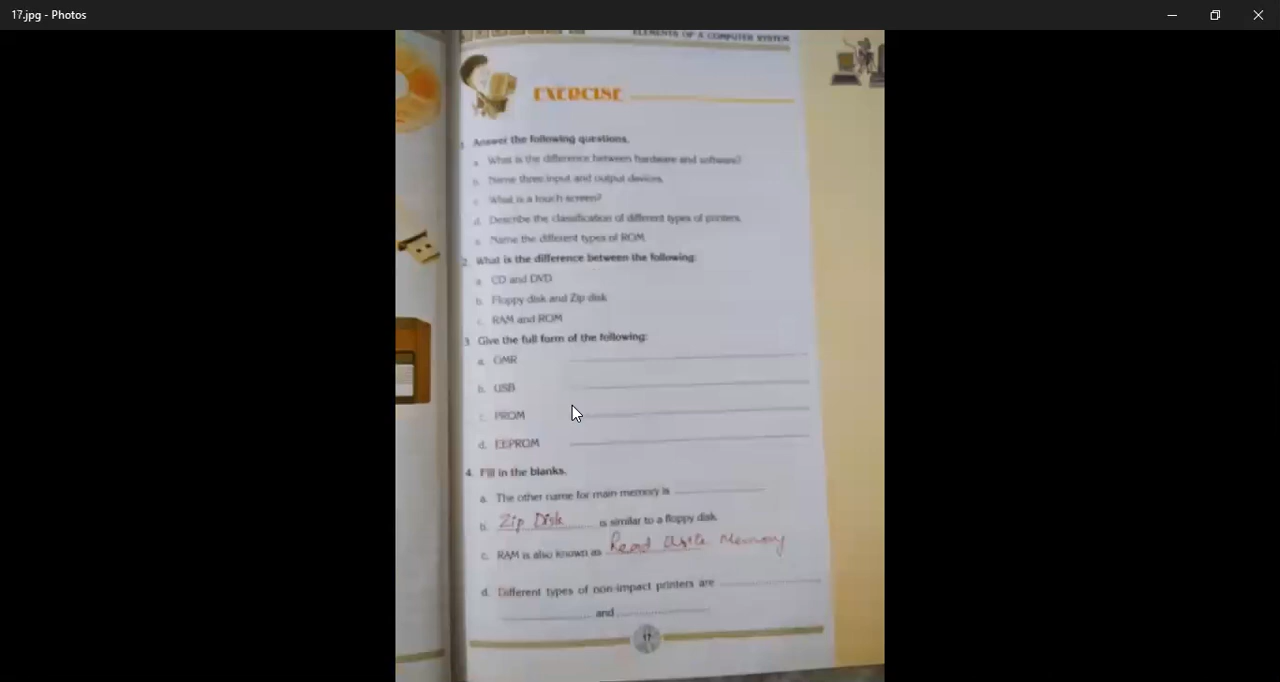 17.jpg - Photos
ELEMENTS OF A COMPUTER SYSTEM
EXERCISE
1. Answer the following questions.
a. What is the difference between hardware and software?
b. Name three input and output devices.
c. What is a touch screen?
d. Describe the classification of different types of printers.
e. Name the different types of ROM.
2. What is the difference between the following:
a. CD and DVD
b. Floppy disk and Zip disk
c. RAM and ROM
3. Give the full form of the following:
a. OMR
b. USB
c. PROM
d. EEPROM
4. Fill in the blanks.
a. The other name for main memory is
b. Zip Disk is similar to a floppy disk.
c. RAM is also known as Read Memory
d. Different types of non-impact printers are
and
17